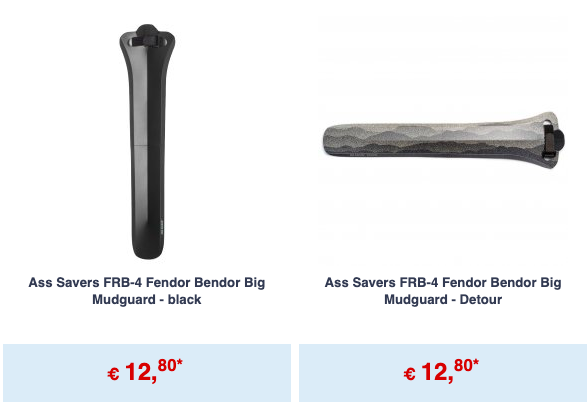 Ass Savers FRB-4 Fendor Bendor Big
Mudguard - black
Ass Savers FRB-4 Fendor Bendor Big
Mudguard - Detour
€ 12,80*
€ 12,80*